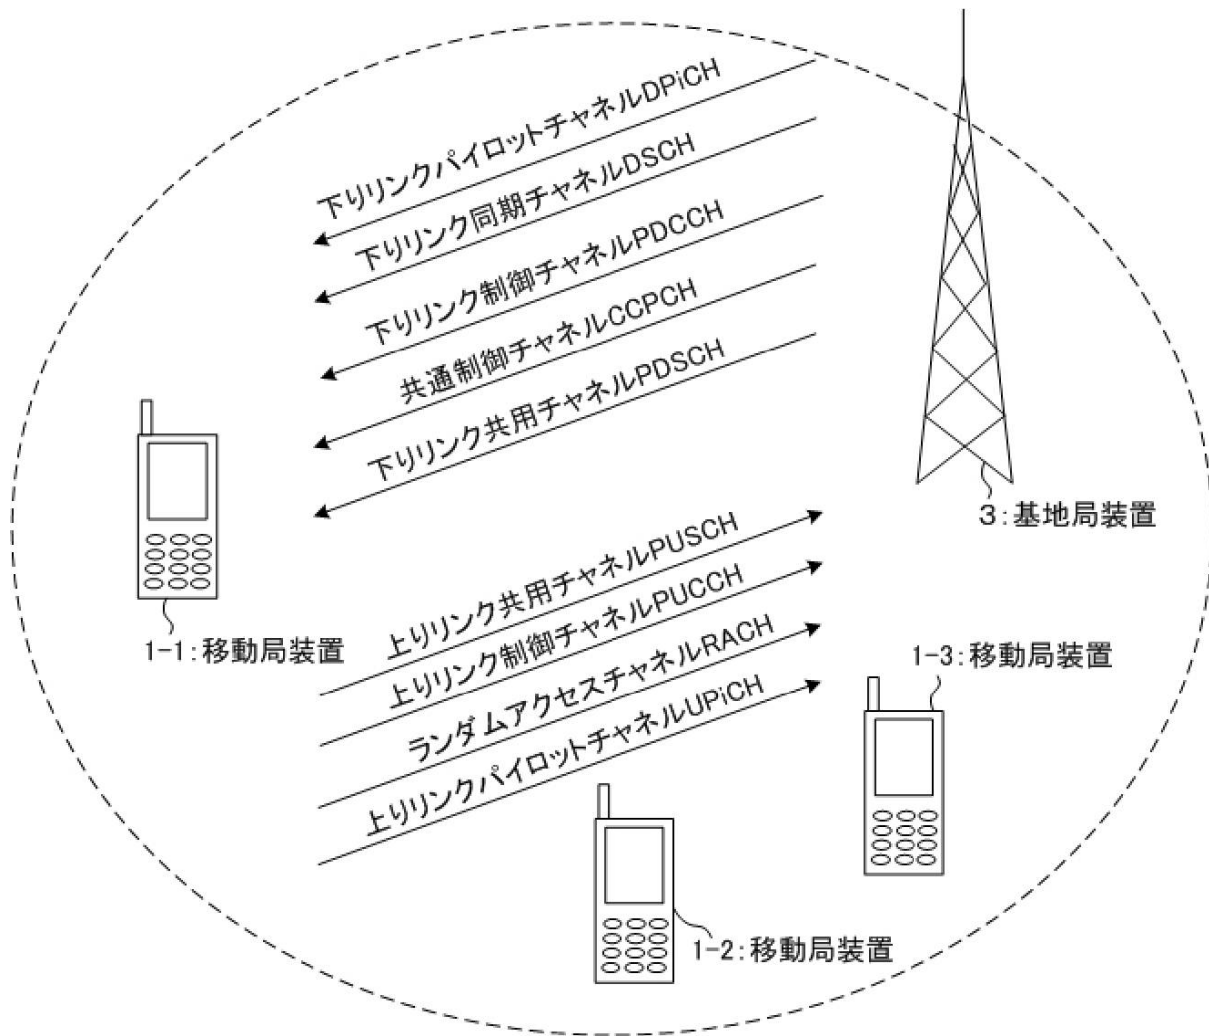 下りリンクパイロットチャネルDPiCH
下りリンク同期チャネルDSCH
下りリンク制御チャネルPDCCH
共通制御チャネルCCPCH
下りリンク共用チャネルPDSCH
3:基地局装置
上りリンク共用チャネルPUSCH
上りリンク制御チャネルPUCCH
ランダムアクセスチャネルRACH
上りリンクパイロットチャネルUPiCH
1-1:移動局装置
1-3:移動局装置
1-2:移動局装置